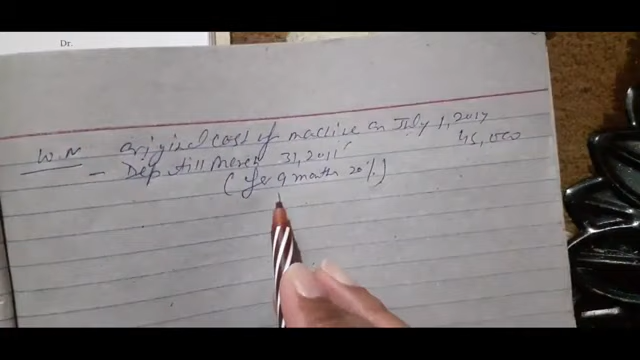 Dr.
W.N original cost of machine on July 1, 2017
45,000
- Dep till March 31, 2018
(for 9 month 20%)